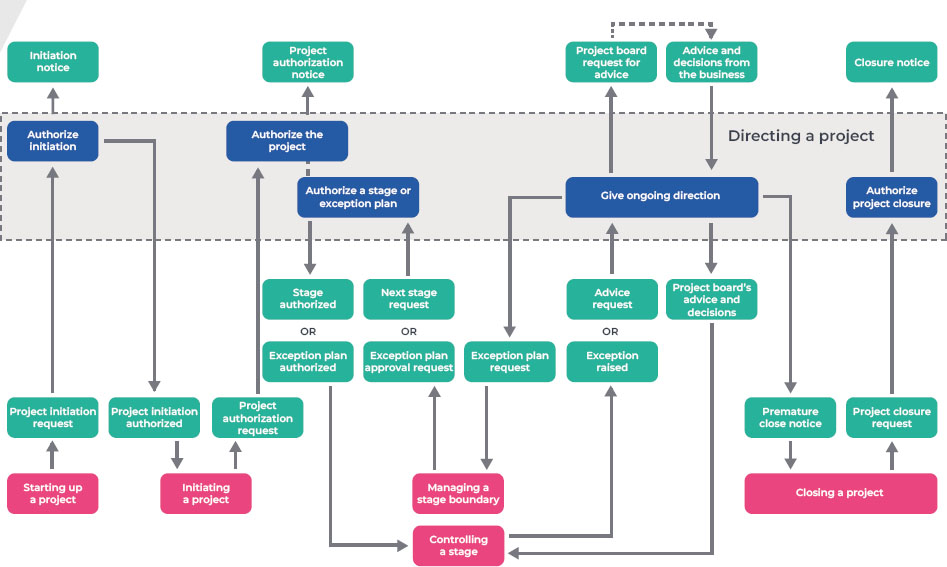 Initiation
notice
Project
authorization
notice
Project board
request for
advice
Advice and
decisions from
the business
Closure notice
Authorize
initiation
Authorize the
project
Directing a project
Authorize a stage or
exception plan
Give ongoing direction
Authorize
project closure
Stage
authorized
Next stage
request
Advice
request
Project board's
advice and
decisions
OR
OR
OR
Exception plan
authorized
Exception plan
approval request
Exception plan
request
Exception
raised
Project initiation
request
Project initiation
authorized
Project
authorization
request
Premature
close notice
Project closure
request
Starting up
a project
Initiating
a project
Managing a
stage boundary
Closing a project
Controlling
a stage